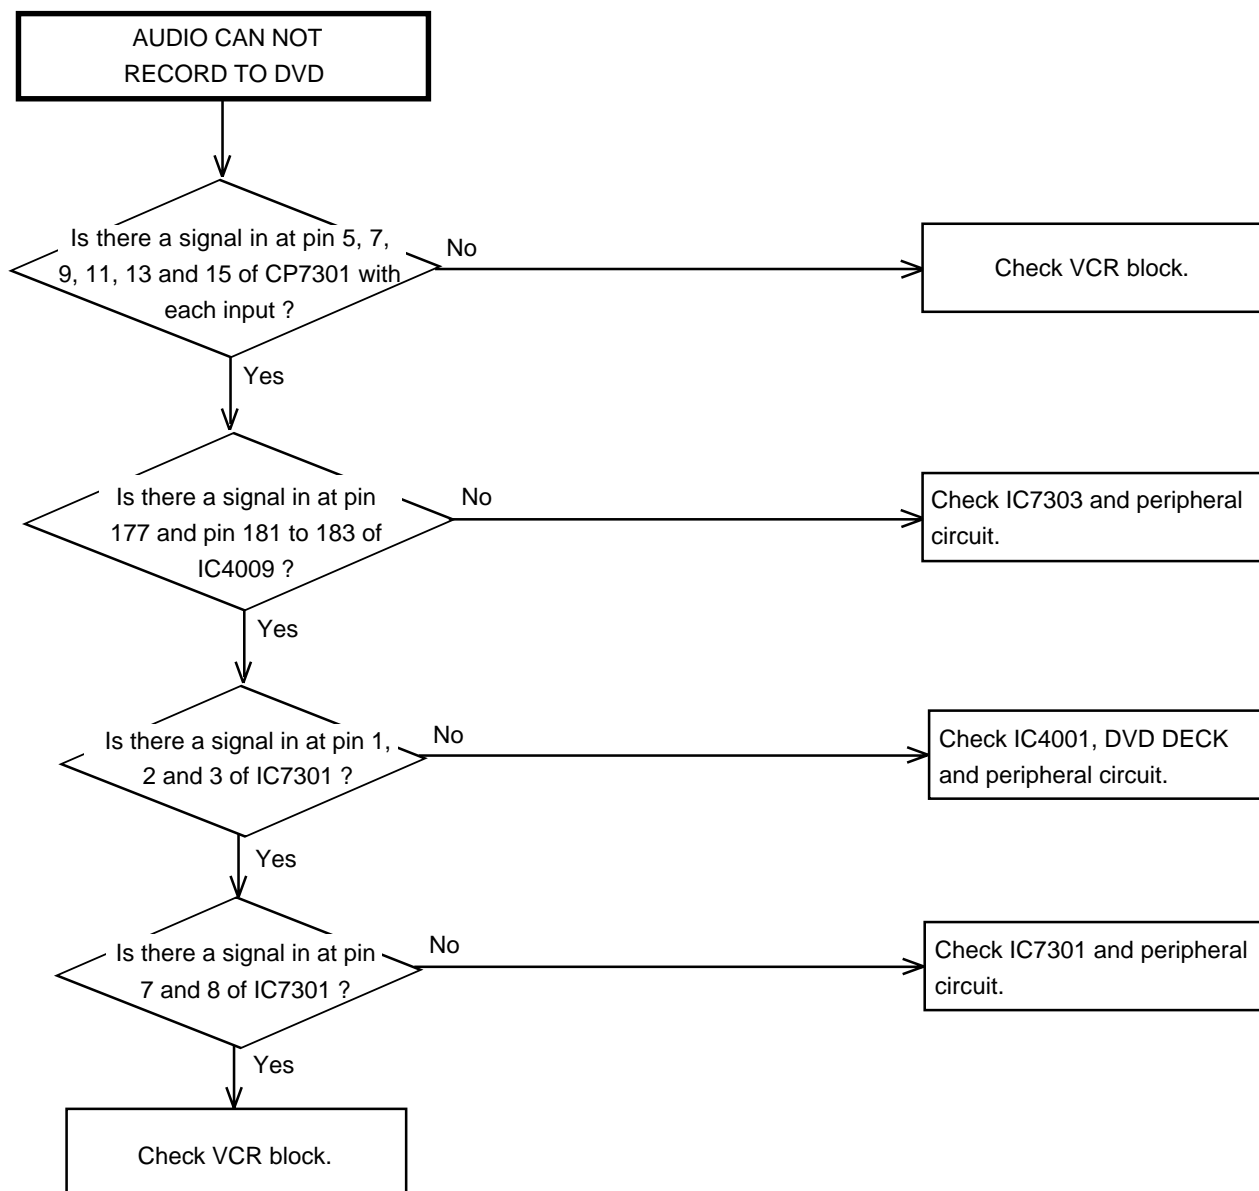 AUDIO CAN NOT
RECORD TO DVD
Is there a signal in at pin 5, 7,
9, 11, 13 and 15 of CP7301 with
each input ?
No
Check VCR block.
Yes
Is there a signal in at pin
177 and pin 181 to 183 of
IC4009 ?
No
Check IC7303 and peripheral
circuit.
Yes
Is there a signal in at pin 1,
2 and 3 of IC7301 ?
No
Check IC4001, DVD DECK
and peripheral circuit.
Yes
Is there a signal in at pin
7 and 8 of IC7301 ?
No
Check IC7301 and peripheral
circuit.
Yes
Check VCR block.